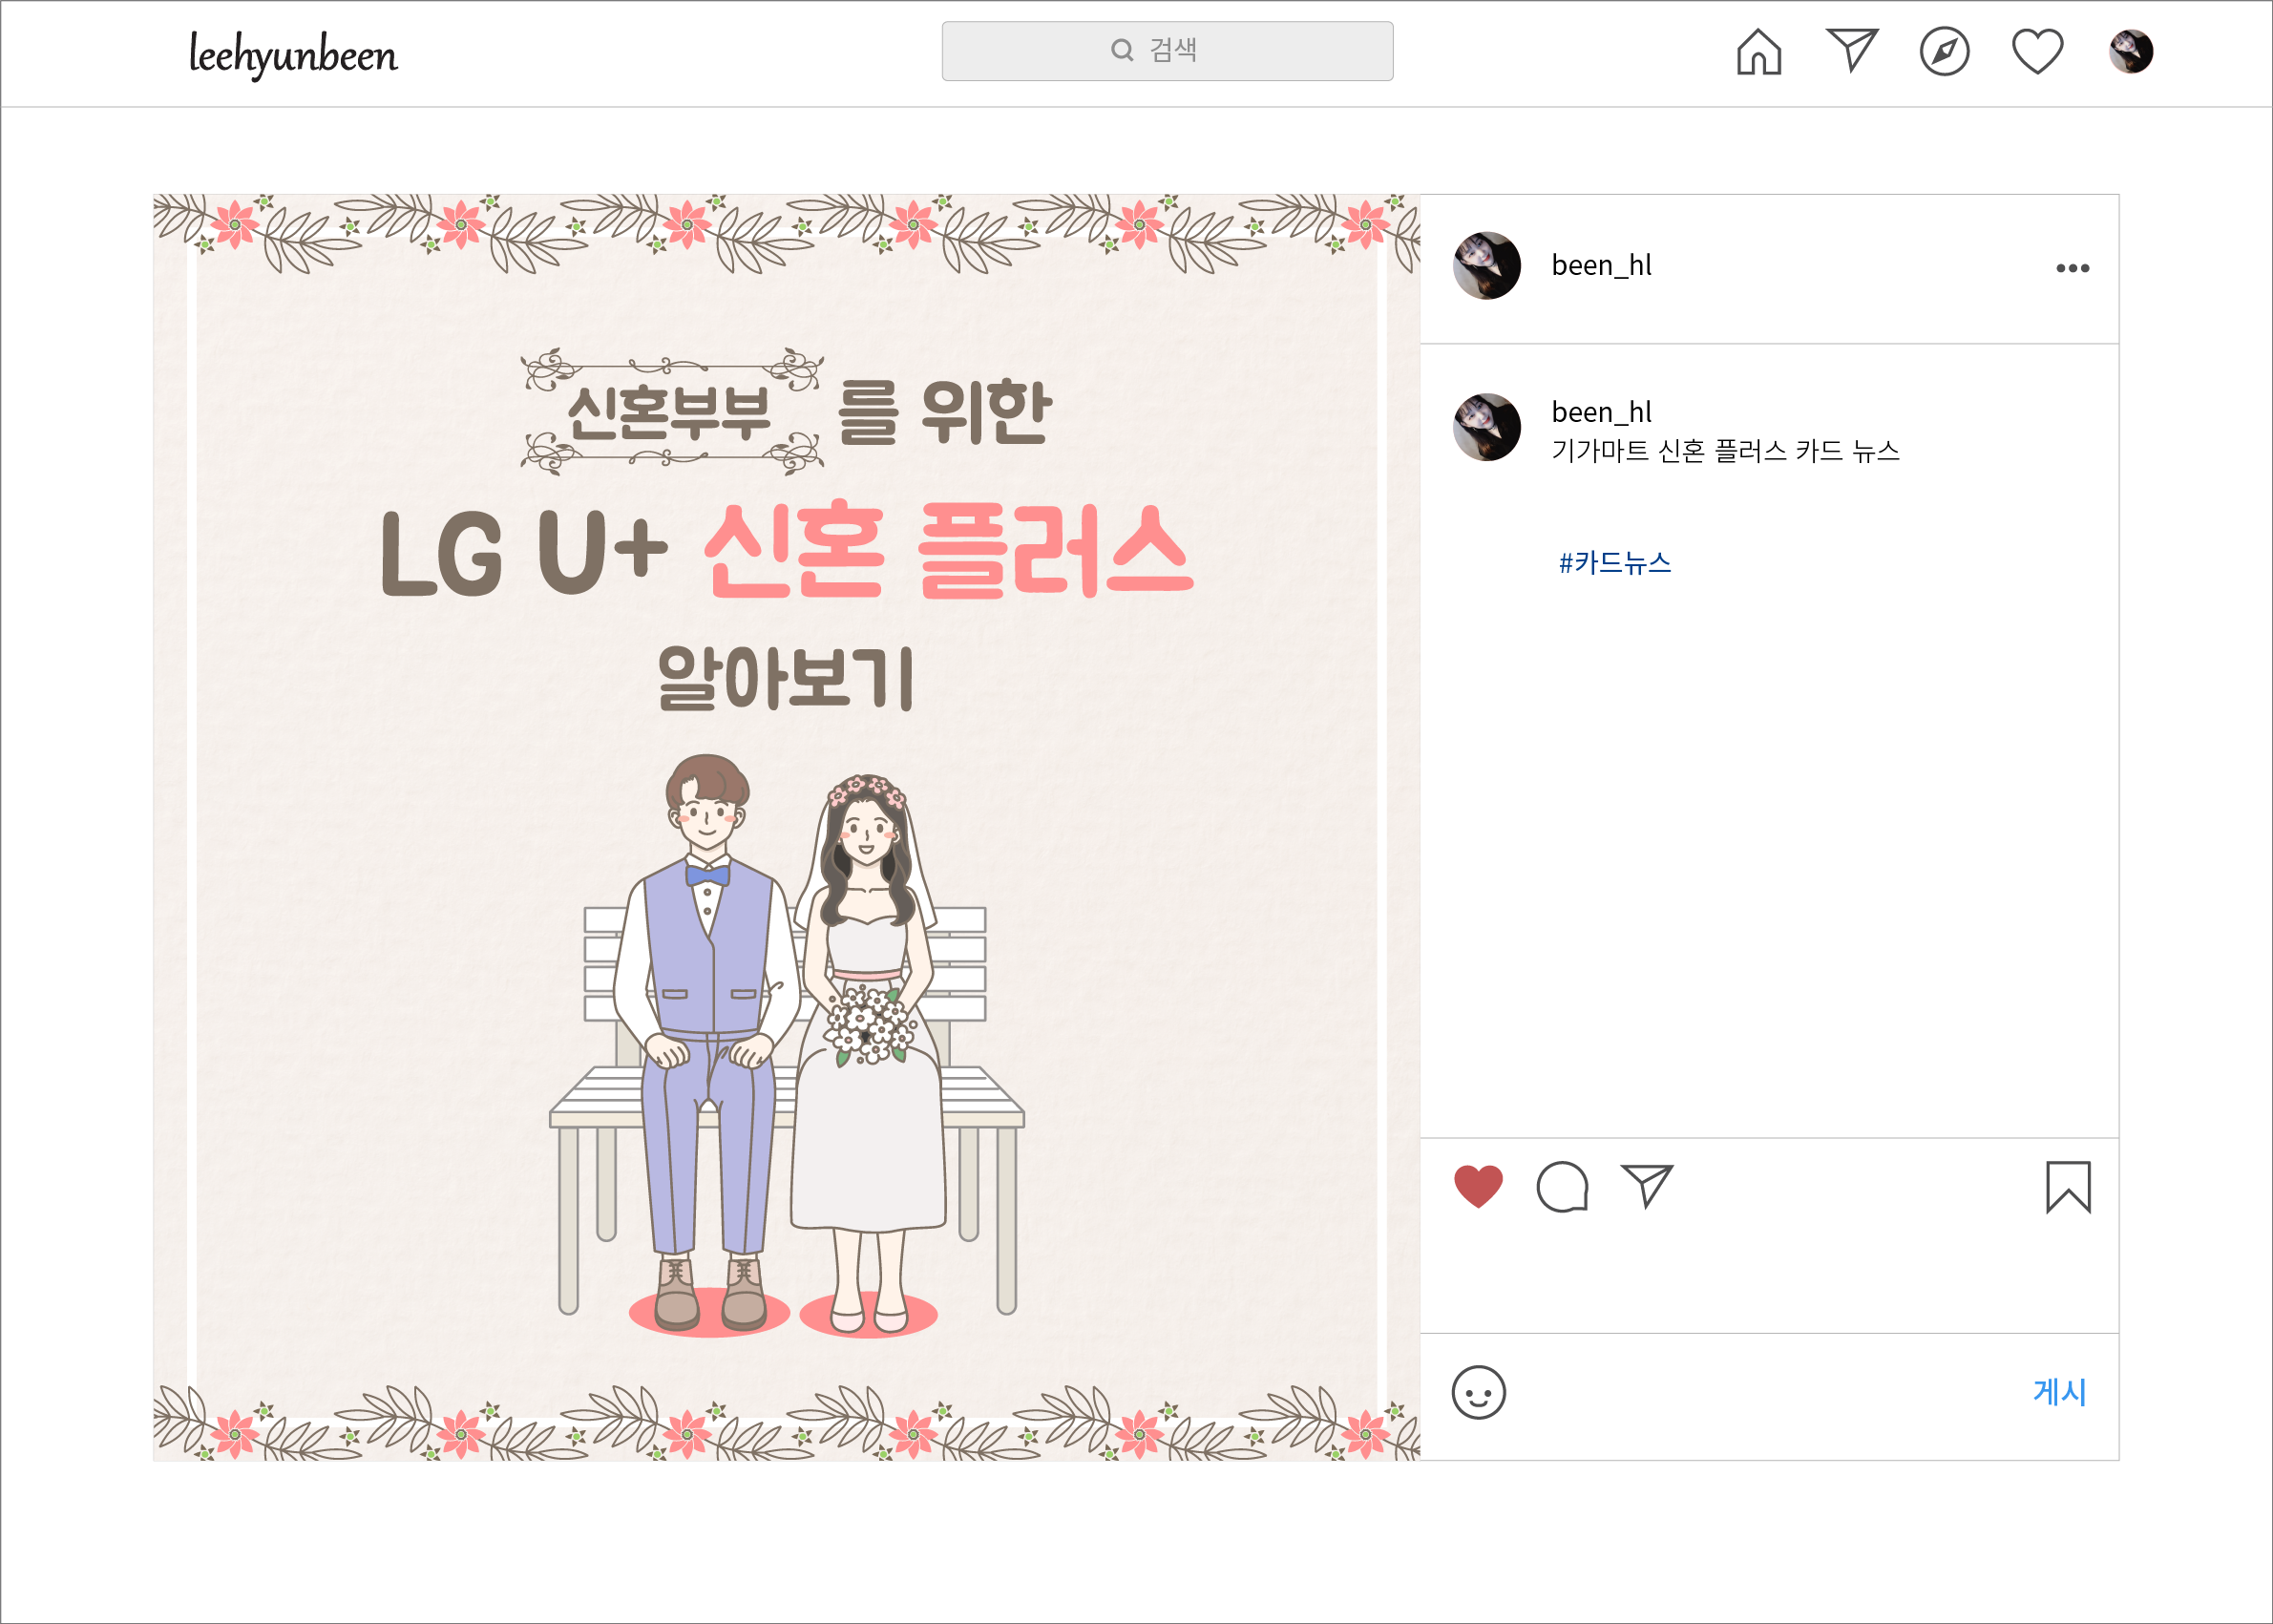 leehyunbeen
검색
신혼부부를 위한
LG U+ 신혼 플러스
알아보기
been_hl
been_hl
기가마트 신혼 플러스 카드 뉴스
#카드뉴스
게시